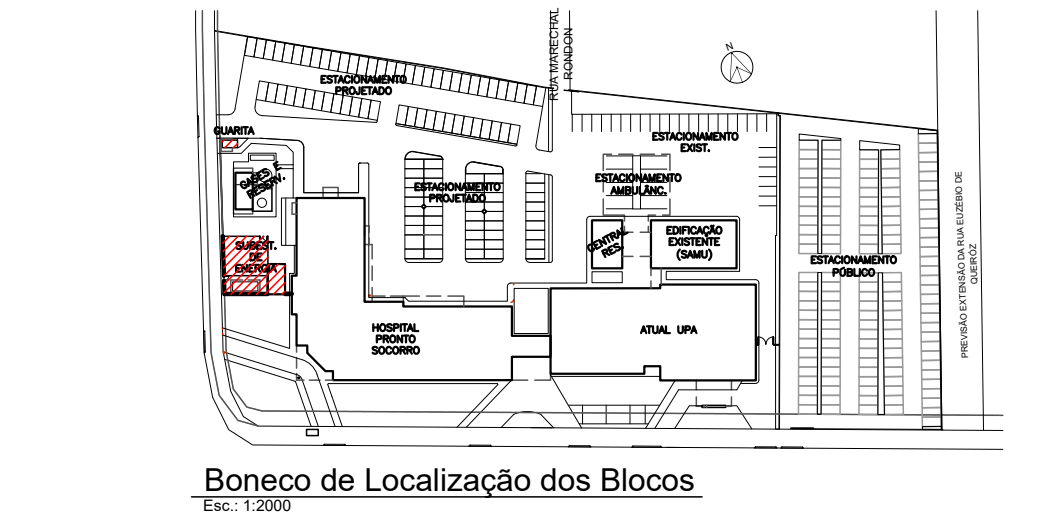 RUA MARECHAL
RONDON
N
ESTACIONAMENTO
PROJETADO
GUARITA
ESTACIONAMENTO
EXIST.
GASES E
RESERV.
ESTACIONAMENTO
PROJETADO
ESTACIONAMENTO
AMBULÂNC.
CENTRAL
RES.
EDIFICAÇÃO
EXISTENTE
(SAMU)
SUBEST.
DE
ENERGIA
ESTACIONAMENTO
PÚBLICO
PREVISÃO EXTENSÃO DA RUA EUZÉBIO DE
QUEIRÓZ
HOSPITAL
PRONTO
SOCORRO
ATUAL UPA
Boneco de Localização dos Blocos
Esc.: 1:2000